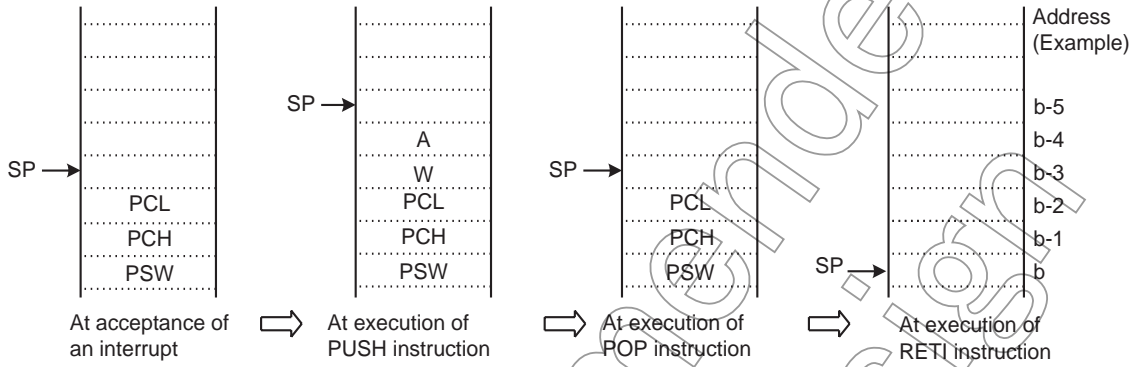 Address
(Example)
SP
b-5
A
b-4
SP
W
SP
b-3
PCL
PCL
PCL
b-2
PCH
PCH
PCH
b-1
PSW
PSW
PSW
SP
b
At acceptance of
an interrupt
At execution of
PUSH instruction
At execution of
POP instruction
At execution of
RETI instruction